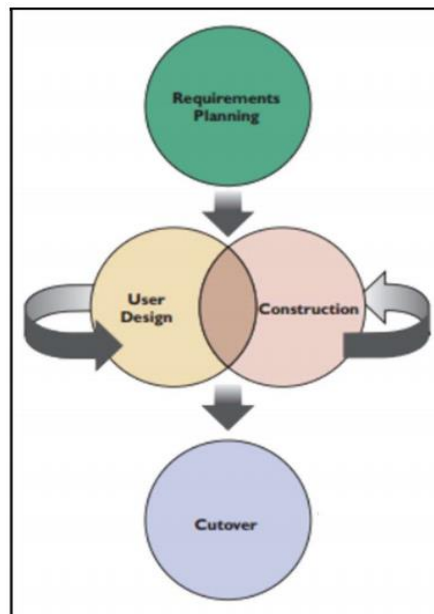 Requirements
Planning
User
Design
Construction
Cutover